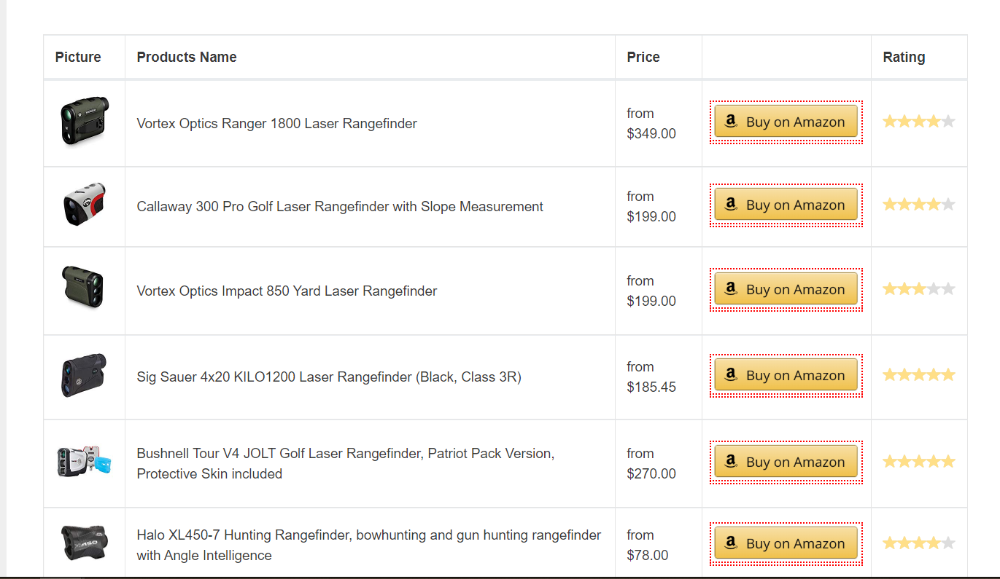 Picture Products Name Price Rating
Vortex Optics Ranger 1800 Laser Rangefinder
from
$349.00
Buy on Amazon
Callaway 300 Pro Golf Laser Rangefinder with Slope Measurement
from
$199.00
Buy on Amazon
Vortex Optics Impact 850 Yard Laser Rangefinder
from
$199.00
Buy on Amazon
Sig Sauer 4x20 KILO1200 Laser Rangefinder (Black, Class 3R)
from
$185.45
Buy on Amazon
Bushnell Tour V4 JOLT Golf Laser Rangefinder, Patriot Pack Version,
Protective Skin included
from
$270.00
Buy on Amazon
Halo XL450-7 Hunting Rangefinder, bowhunting and gun hunting rangefinder
with Angle Intelligence
from
$78.00
Buy on Amazon